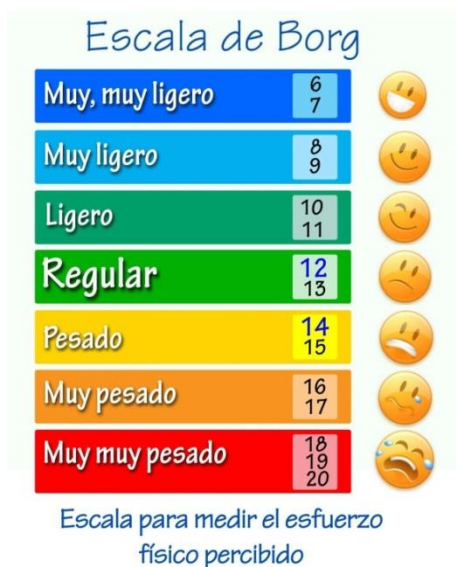 Escala de Borg
Muy, muy ligero 6
7
Muy ligero 8
9
Ligero 10
11
Regular 12
13
Pesado 14
15
Muy pesado 16
17
Muy muy pesado 18
19
20
Escala para medir el esfuerzo
físico percibido